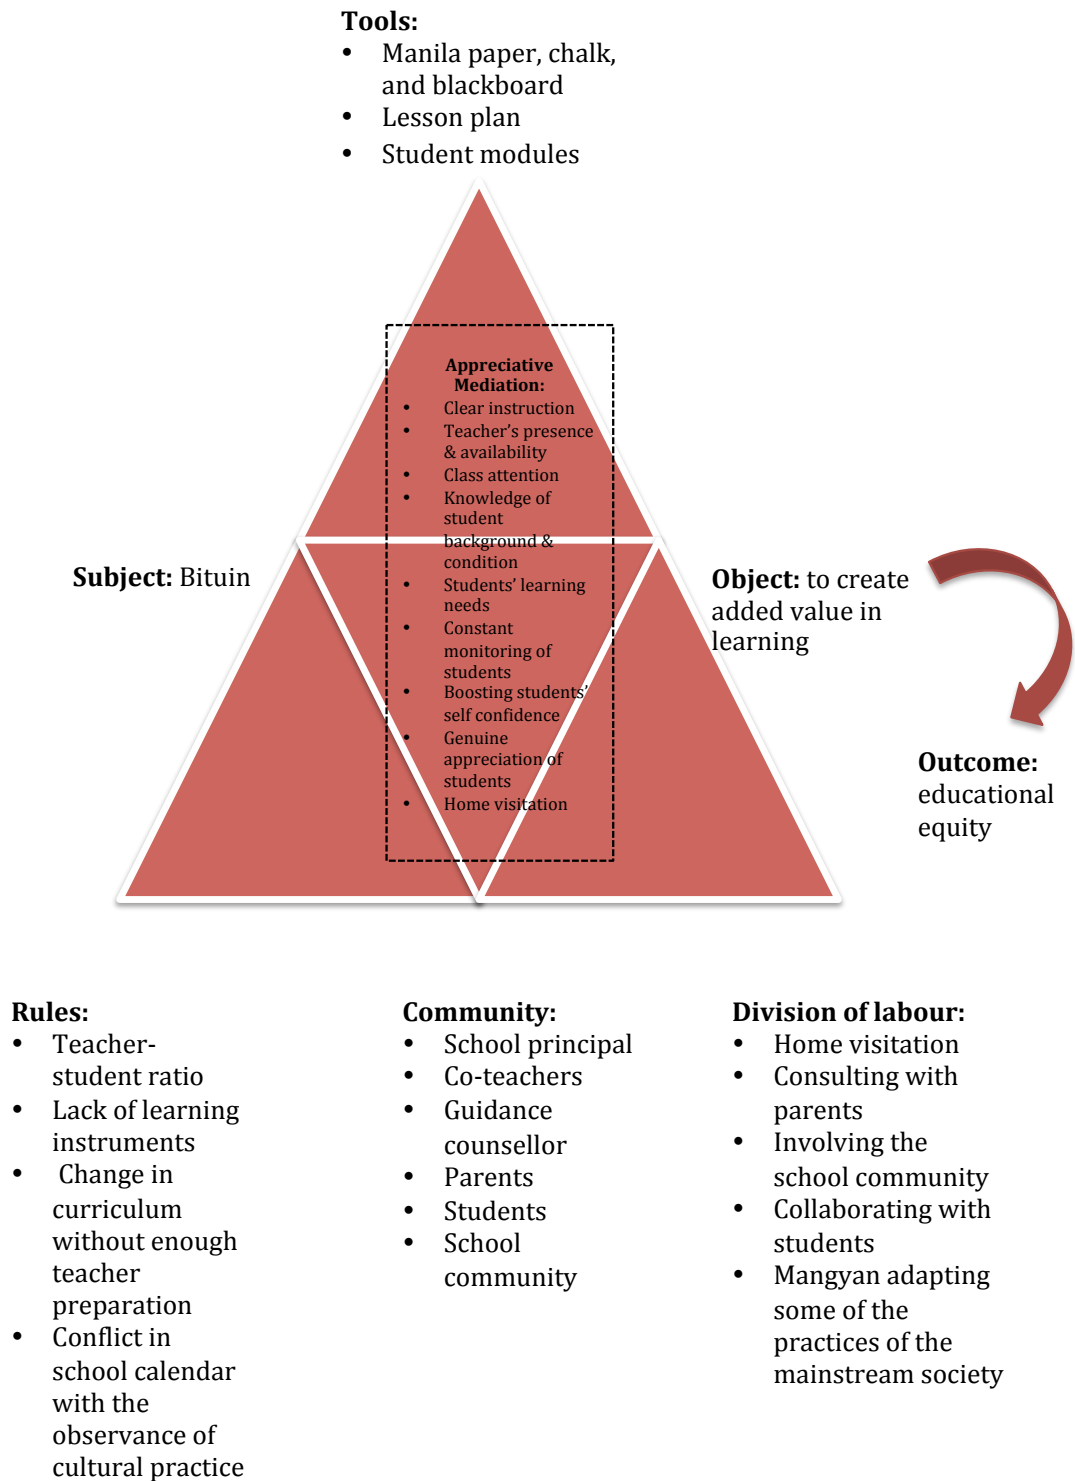 Tools:
• Manila paper, chalk,
and blackboard
• Lesson plan
• Student modules
Appreciative
Mediation:
• Clear instruction
• Teacher’s presence
& availability
• Class attention
• Knowledge of
student
background &
condition
• Students’ learning
needs
• Constant
monitoring of
students
• Boosting students’
self confidence
• Genuine
appreciation of
students
• Home visitation
Subject: Bituin
Object: to create
added value in
learning
Outcome:
educational
equity
Rules:
• Teacher-
student ratio
• Lack of learning
instruments
• Change in
curriculum
without enough
teacher
preparation
• Conflict in
school calendar
with the
observance of
cultural practice
Community:
• School principal
• Co-teachers
• Guidance
counsellor
• Parents
• Students
• School
community
Division of labour:
• Home visitation
• Consulting with
parents
• Involving the
school community
• Collaborating with
students
• Mangyan adapting
some of the
practices of the
mainstream society